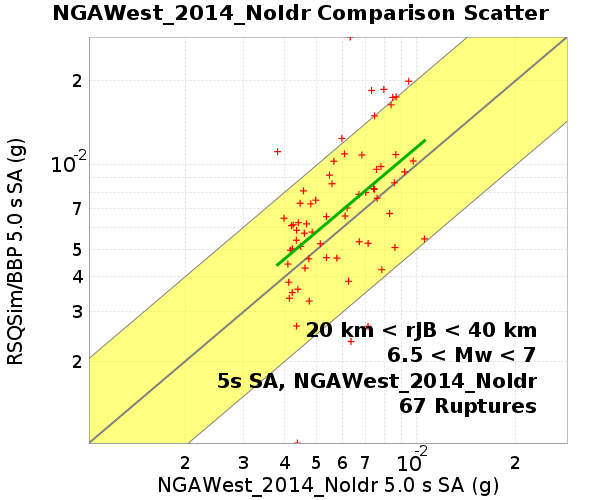 NGAWest_2014_NoIdr Comparison Scatter
RSQSim/BBP 5.0 s SA (g)
2
10-2
7
5
4
3
2
20 km < rJB < 40 km
6.5 < Mw < 7
5s SA, NGAWest_2014_NoIdr
67 Ruptures
2 3 4 5 6 7 10-2 2
NGAWest_2014_NoIdr 5.0 s SA (g)